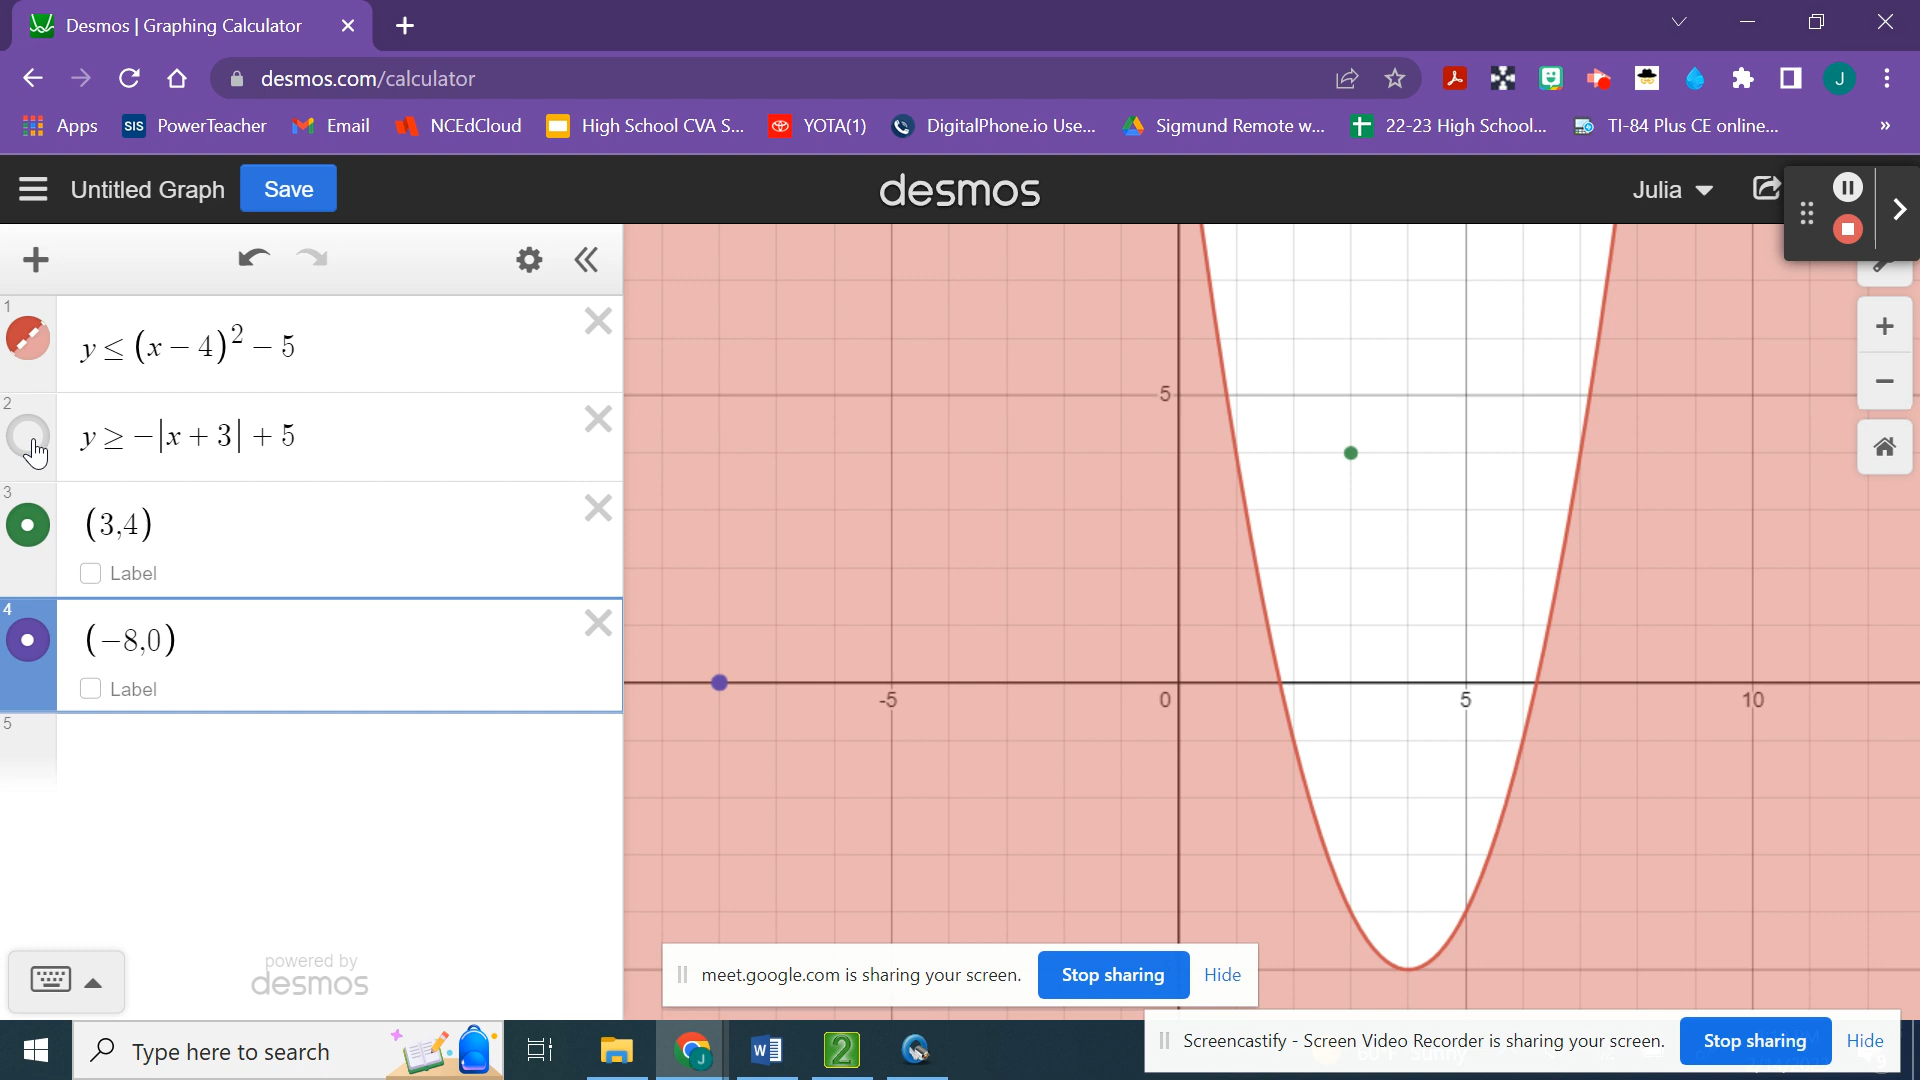 Desmos | Graphing Calculator
desmos.com/calculator
J
Apps SIS PowerTeacher Email NCEdCloud High School CVA S... YOTA(1) DigitalPhone.io Use... Sigmund Remote w... 22-23 High School... TI-84 Plus CE online... »
Untitled Graph Save desmos Julia
1
y ≤ (x − 4)² − 5
2
y ≥ −|x + 3| + 5
3
(3,4)
Label
4
(−8,0)
Label
5
5
-5 0 5 10
powered by
desmos
meet.google.com is sharing your screen. Stop sharing Hide
Screencastify - Screen Video Recorder is sharing your screen. Stop sharing Hide
Type here to search